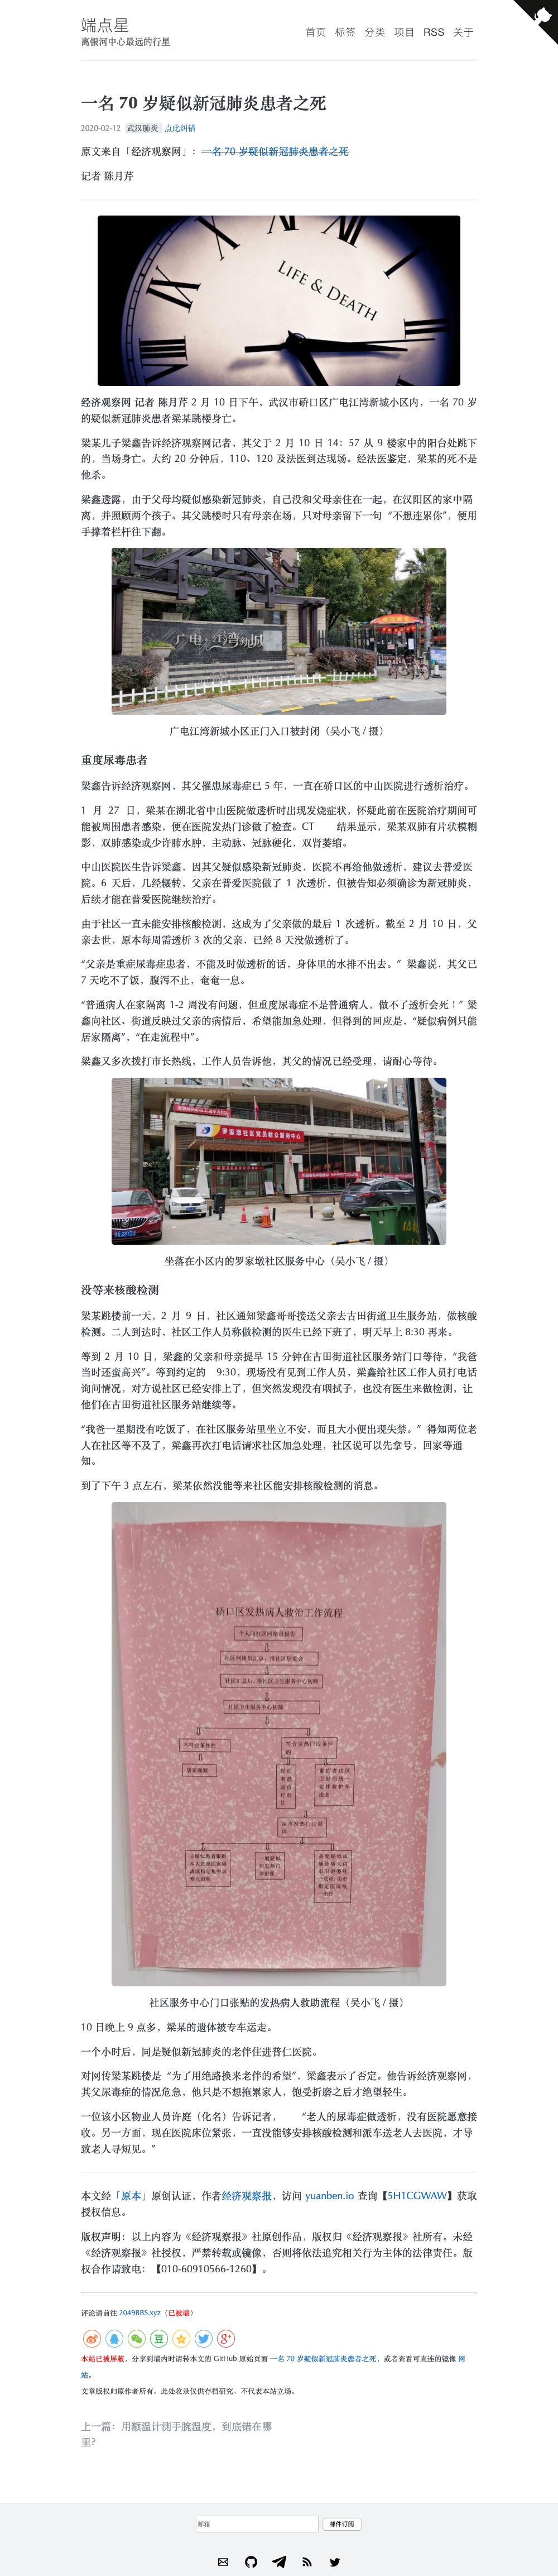 端点星
离银河中心最远的行星
首页 标签 分类 项目 RSS 关于
一名 70 岁疑似新冠肺炎患者之死
2020-02-12 武汉肺炎 点此纠错
原文来自「经济观察网」：一名 70 岁疑似新冠肺炎患者之死
记者 陈月芹
LIFE & DEATH
经济观察网 记者 陈月芹 2 月 10 日下午，武汉市硚口区广电江湾新城小区内，一名 70 岁
的疑似新冠肺炎患者梁某跳楼身亡。
梁某儿子梁鑫告诉经济观察网记者，其父于 2 月 10 日 14：57 从 9 楼家中的阳台处跳下
的，当场身亡。大约 20 分钟后，110、120 及法医到达现场。经法医鉴定，梁某的死不是
他杀。
梁鑫透露，由于父母均疑似感染新冠肺炎，自己没和父母亲住在一起，在汉阳区的家中隔
离，并照顾两个孩子。其父跳楼时只有母亲在场，只对母亲留下一句“不想连累你”，便用
手撑着栏杆往下翻。
广电江湾新城
广电江湾新城小区正门入口被封闭（吴小飞 / 摄）
重度尿毒患者
梁鑫告诉经济观察网，其父罹患尿毒症已 5 年，一直在硚口区的中山医院进行透析治疗。
1 月 27 日，梁某在湖北省中山医院做透析时出现发烧症状，怀疑此前在医院治疗期间可
能被周围患者感染，便在医院发热门诊做了检查。CT 结果显示，梁某双肺有片状模糊
影，双肺感染或少许肺水肿，主动脉、冠脉硬化，双肾萎缩。
中山医院医生告诉梁鑫，因其父疑似感染新冠肺炎，医院不再给他做透析，建议去普爱医
院。6 天后，几经辗转，父亲在普爱医院做了 1 次透析，但被告知必须确诊为新冠肺炎，
后续才能在普爱医院继续治疗。
由于社区一直未能安排核酸检测，这成为了父亲做的最后 1 次透析。截至 2 月 10 日，父
亲去世，原本每周需透析 3 次的父亲，已经 8 天没做透析了。
“父亲是重症尿毒症患者，不能及时做透析的话，身体里的水排不出去。”梁鑫说，其父已
7 天吃不了饭，腹泻不止，奄奄一息。
“普通病人在家隔离 1-2 周没有问题，但重度尿毒症不是普通病人，做不了透析会死！”梁
鑫向社区、街道反映过父亲的病情后，希望能加急处理，但得到的回应是，“疑似病例只能
居家隔离”，“在走流程中”。
梁鑫又多次拨打市长热线，工作人员告诉他，其父的情况已经受理，请耐心等待。
罗家墩社区党员群众服务中心
坐落在小区内的罗家墩社区服务中心（吴小飞 / 摄）
没等来核酸检测
梁某跳楼前一天，2 月 9 日，社区通知梁鑫哥哥接送父亲去古田街道卫生服务站，做核酸
检测。二人到达时，社区工作人员称做检测的医生已经下班了，明天早上 8:30 再来。
等到 2 月 10 日，梁鑫的父亲和母亲提早 15 分钟在古田街道社区服务站门口等待，“我爸
当时还蛮高兴”。等到约定的 9:30，现场没有见到工作人员，梁鑫给社区工作人员打电话
询问情况，对方说社区已经安排上了，但突然发现没有咽拭子，也没有医生来做检测，让
他们在古田街道社区服务站继续等。
“我爸一星期没有吃饭了，在社区服务站里坐立不安，而且大小便出现失禁。”得知两位老
人在社区等不及了，梁鑫再次打电话请求社区加急处理，社区说可以先拿号，回家等通
知。
到了下午 3 点左右，梁某依然没能等来社区能安排核酸检测的消息。
硚口区发热病人救治工作流程
个人向社区网格员报告
社区卫生服务中心初筛
不符合条件的
符合发热门诊条件
的
居家观察
社区服务中心门口张贴的发热病人救助流程（吴小飞 / 摄）
10 日晚上 9 点多，梁某的遗体被专车运走。
一个小时后，同是疑似新冠肺炎的老伴住进普仁医院。
对网传梁某跳楼是“为了用绝路换来老伴的希望”，梁鑫表示了否定。他告诉经济观察网，
其父尿毒症的情况危急，他只是不想拖累家人，饱受折磨之后才绝望轻生。
一位该小区物业人员许庭（化名）告诉记者， “老人的尿毒症做透析，没有医院愿意接
收。另一方面，现在医院床位紧张，一直没能够安排核酸检测和派车送老人去医院，才导
致老人寻短见。”
本文经「原本」原创认证，作者经济观察报，访问 yuanben.io 查询【5H1CGWAW】获取
授权信息。
版权声明：以上内容为《经济观察报》社原创作品，版权归《经济观察报》社所有。未经
《经济观察报》社授权，严禁转载或镜像，否则将依法追究相关行为主体的法律责任。版
权合作请致电：【010-60910566-1260】。
评论请前往 2049BBS.xyz（已被墙）
豆
g+
本站已被屏蔽，分享到墙内时请转本文的 GitHub 原始页面 一名 70 岁疑似新冠肺炎患者之死，或者查看可直连的镜像 网
站。
文章版权归原作者所有。此处收录仅供存档研究，不代表本站立场。
上一篇：用额温计测手腕温度，到底错在哪
里？
邮箱
邮件订阅